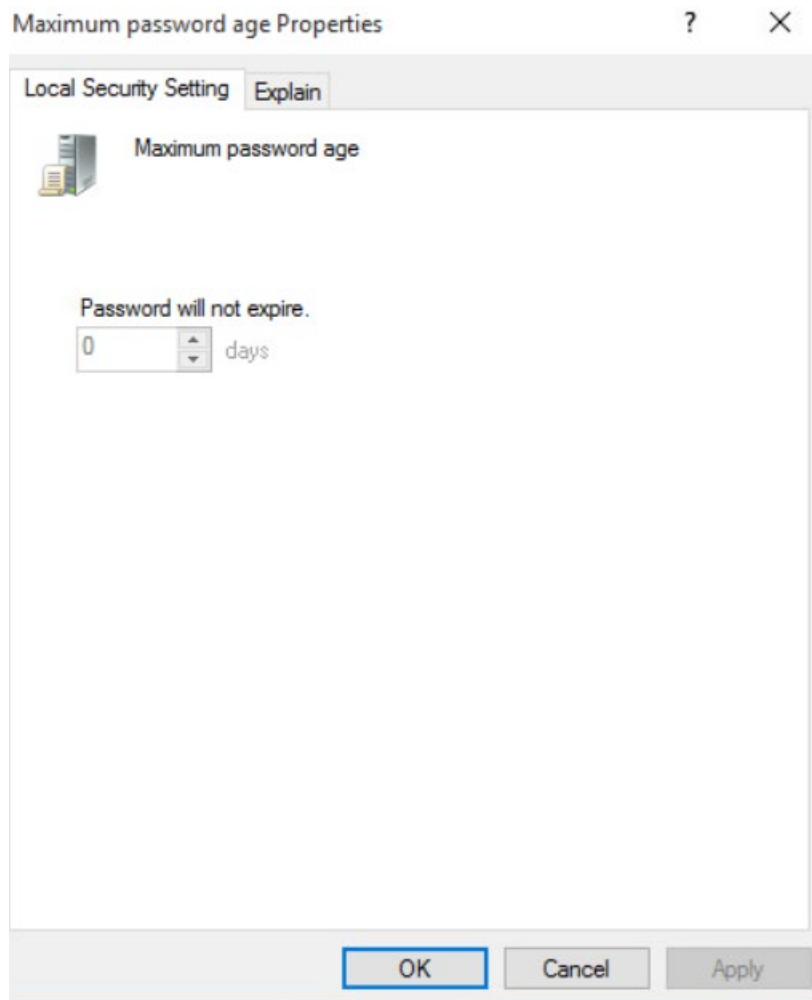 Maximum password age Properties
?
Local Security Setting
Explain
Maximum password age
Password will not expire.
0
days
OK
Cancel
Apply